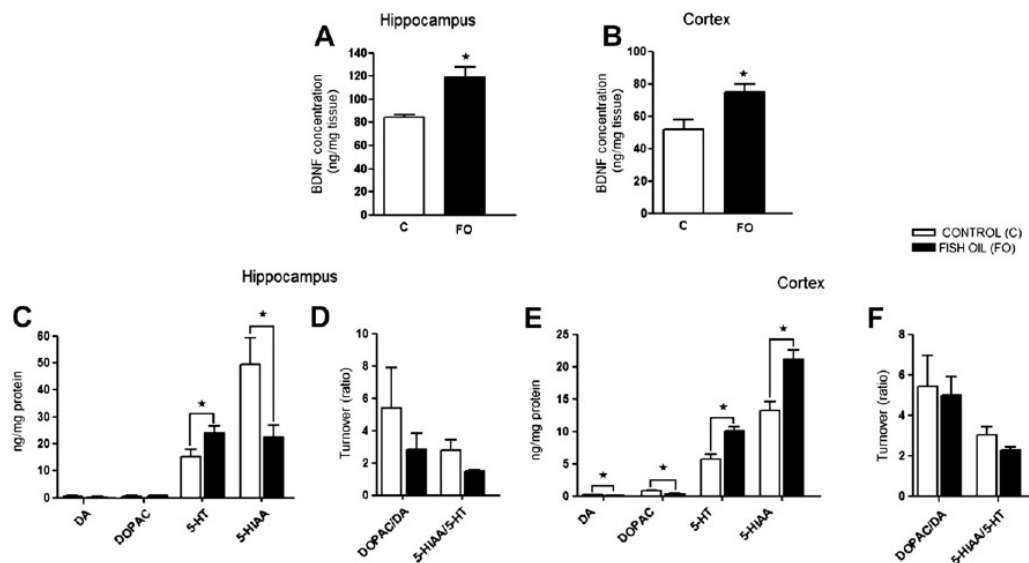 Hippocampus
Cortex
A
B
BDNF concentration
(ng/mg tissue)
140
120
100
80
60
40
20
0
★
C
FO
BDNF concentration
(ng/mg tissue)
100
80
60
40
20
0
★
C
FO
CONTROL (C)
FISH OIL (FO)
Hippocampus
Cortex
C
D
E
F
ng/mg protein
60
50
40
30
20
10
0
★
★
DA
DOPAC
5-HT
5-HIAA
Turnover (ratio)
10
8
6
4
2
0
DOPAC/DA
5-HIAA/5-HT
ng/mg protein
25
20
15
10
5
0
★
★
★
★
DA
DOPAC
5-HT
5-HIAA
Turnover (ratio)
8
6
4
2
0
DOPAC/DA
5-HIAA/5-HT